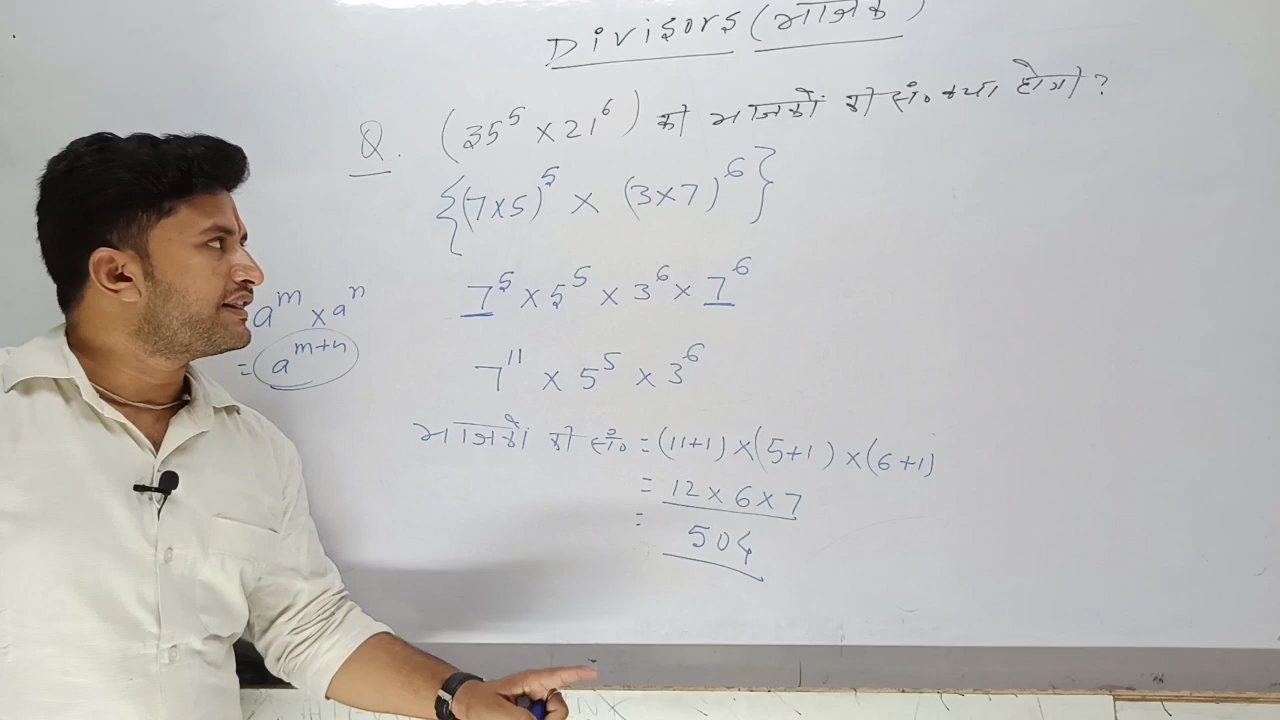 Divisors (भाजक)
Q. (35⁵ × 21⁶) की भाजकों की सं० क्या होगी?
{(7×5)⁵ × (3×7)⁶}
7⁵ × 5⁵ × 3⁶ × 7⁶
aᵐ × aⁿ
= aᵐ⁺ⁿ
7¹¹ × 5⁵ × 3⁶
भाजकों की सं० = (11+1) × (5+1) × (6+1)
= 12 × 6 × 7
= 504